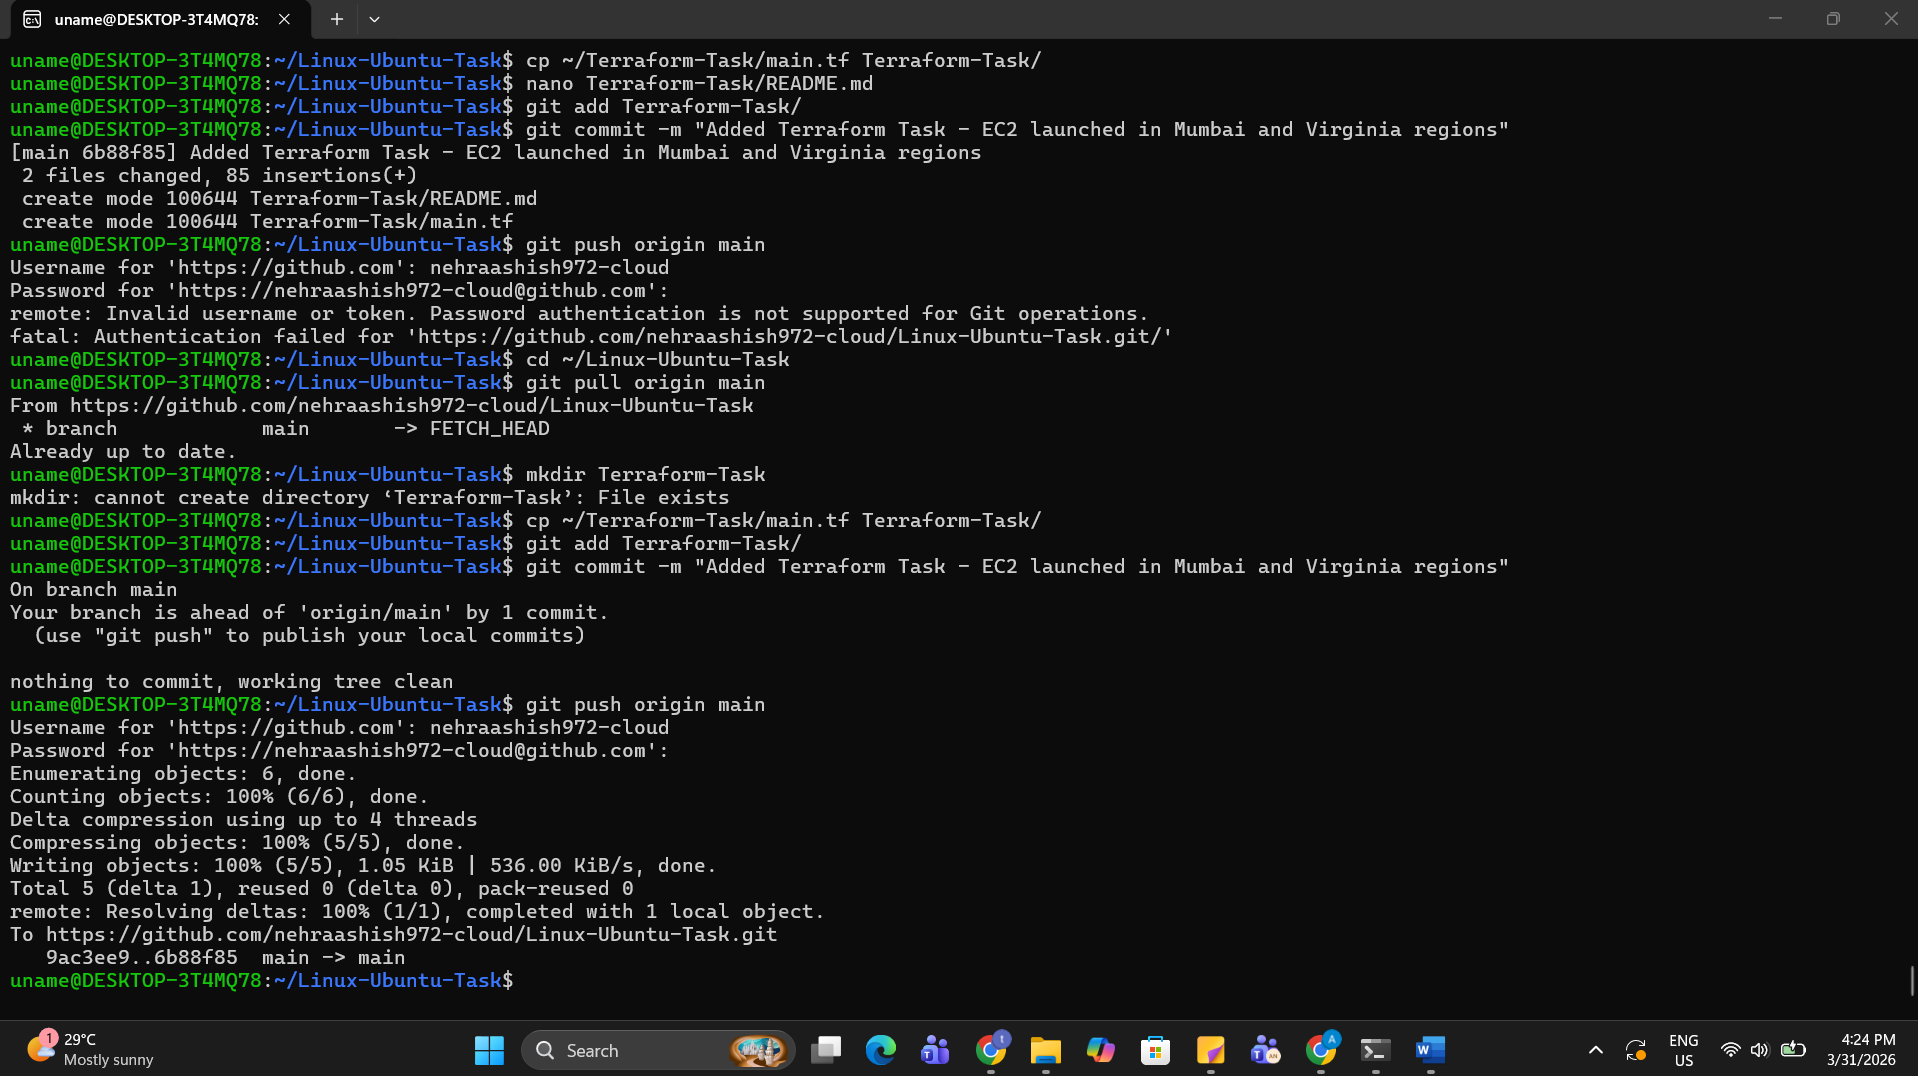 uname@DESKTOP-3T4MQ78:
uname@DESKTOP-3T4MQ78:~/Linux-Ubuntu-Task$ cp ~/Terraform-Task/main.tf Terraform-Task/
uname@DESKTOP-3T4MQ78:~/Linux-Ubuntu-Task$ nano Terraform-Task/README.md
uname@DESKTOP-3T4MQ78:~/Linux-Ubuntu-Task$ git add Terraform-Task/
uname@DESKTOP-3T4MQ78:~/Linux-Ubuntu-Task$ git commit -m "Added Terraform Task - EC2 launched in Mumbai and Virginia regions"
[main 6b88f85] Added Terraform Task - EC2 launched in Mumbai and Virginia regions
 2 files changed, 85 insertions(+)
 create mode 100644 Terraform-Task/README.md
 create mode 100644 Terraform-Task/main.tf
uname@DESKTOP-3T4MQ78:~/Linux-Ubuntu-Task$ git push origin main
Username for 'https://github.com': nehraashish972-cloud
Password for 'https://nehraashish972-cloud@github.com':
remote: Invalid username or token. Password authentication is not supported for Git operations.
fatal: Authentication failed for 'https://github.com/nehraashish972-cloud/Linux-Ubuntu-Task.git/'
uname@DESKTOP-3T4MQ78:~/Linux-Ubuntu-Task$ cd ~/Linux-Ubuntu-Task
uname@DESKTOP-3T4MQ78:~/Linux-Ubuntu-Task$ git pull origin main
From https://github.com/nehraashish972-cloud/Linux-Ubuntu-Task
 * branch            main       -> FETCH_HEAD
Already up to date.
uname@DESKTOP-3T4MQ78:~/Linux-Ubuntu-Task$ mkdir Terraform-Task
mkdir: cannot create directory ‘Terraform-Task’: File exists
uname@DESKTOP-3T4MQ78:~/Linux-Ubuntu-Task$ cp ~/Terraform-Task/main.tf Terraform-Task/
uname@DESKTOP-3T4MQ78:~/Linux-Ubuntu-Task$ git add Terraform-Task/
uname@DESKTOP-3T4MQ78:~/Linux-Ubuntu-Task$ git commit -m "Added Terraform Task - EC2 launched in Mumbai and Virginia regions"
On branch main
Your branch is ahead of 'origin/main' by 1 commit.
  (use "git push" to publish your local commits)

nothing to commit, working tree clean
uname@DESKTOP-3T4MQ78:~/Linux-Ubuntu-Task$ git push origin main
Username for 'https://github.com': nehraashish972-cloud
Password for 'https://nehraashish972-cloud@github.com':
Enumerating objects: 6, done.
Counting objects: 100% (6/6), done.
Delta compression using up to 4 threads
Compressing objects: 100% (5/5), done.
Writing objects: 100% (5/5), 1.05 KiB | 536.00 KiB/s, done.
Total 5 (delta 1), reused 0 (delta 0), pack-reused 0
remote: Resolving deltas: 100% (1/1), completed with 1 local object.
To https://github.com/nehraashish972-cloud/Linux-Ubuntu-Task.git
   9ac3ee9..6b88f85  main -> main
uname@DESKTOP-3T4MQ78:~/Linux-Ubuntu-Task$
1
29°C
Mostly sunny
Search
ENG
US
4:24 PM
3/31/2026